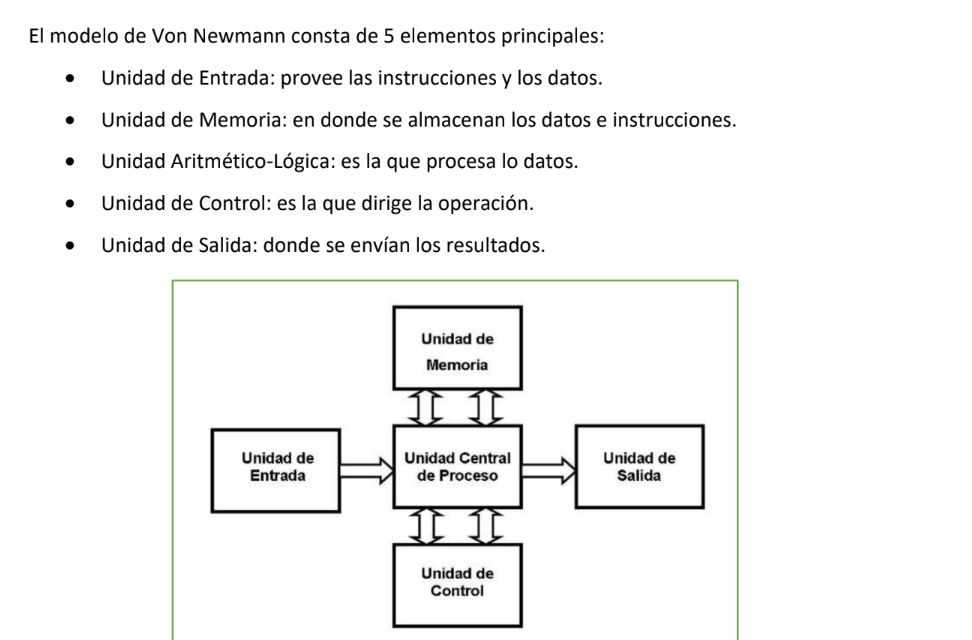 El modelo de Von Newmann consta de 5 elementos principales:
• Unidad de Entrada: provee las instrucciones y los datos.
• Unidad de Memoria: en donde se almacenan los datos e instrucciones.
• Unidad Aritmético-Lógica: es la que procesa lo datos.
• Unidad de Control: es la que dirige la operación.
• Unidad de Salida: donde se envían los resultados.
Unidad de
Memoria
Unidad de
Entrada
Unidad Central
de Proceso
Unidad de
Salida
Unidad de
Control